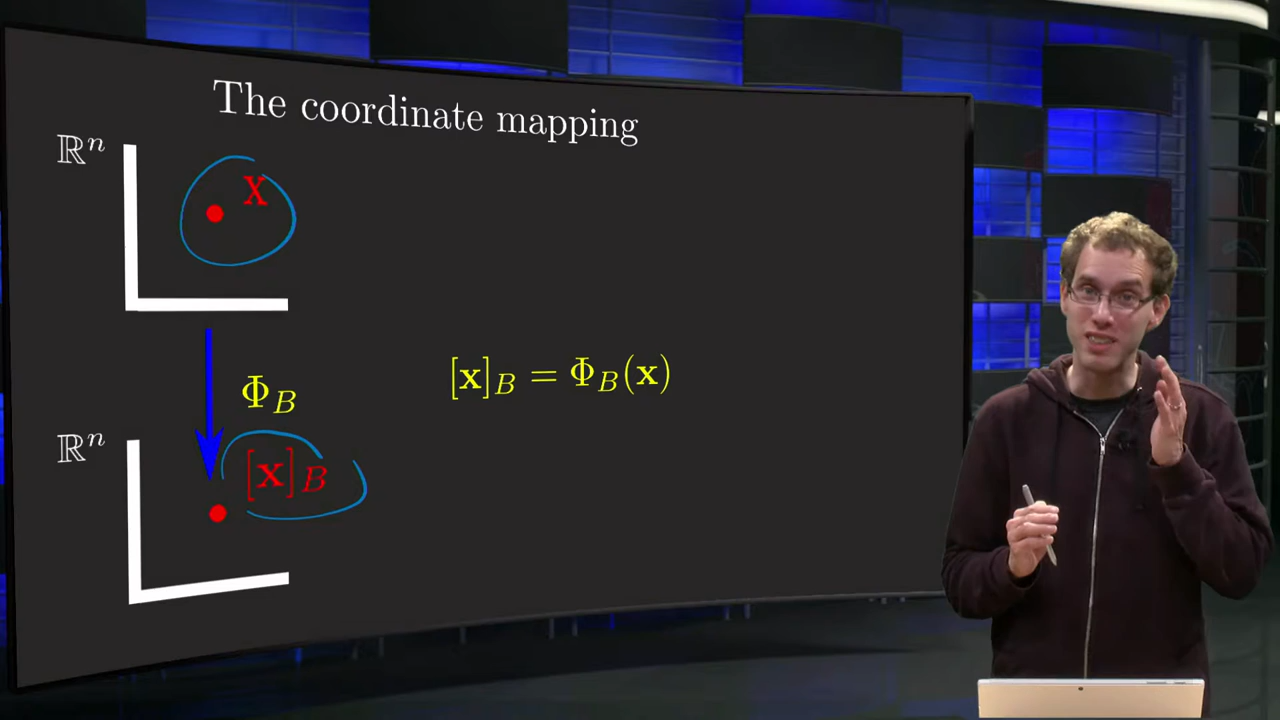 The coordinate mapping
ℝⁿ
x
Φ_B
[x]_B = Φ_B(x)
ℝⁿ
[x]_B